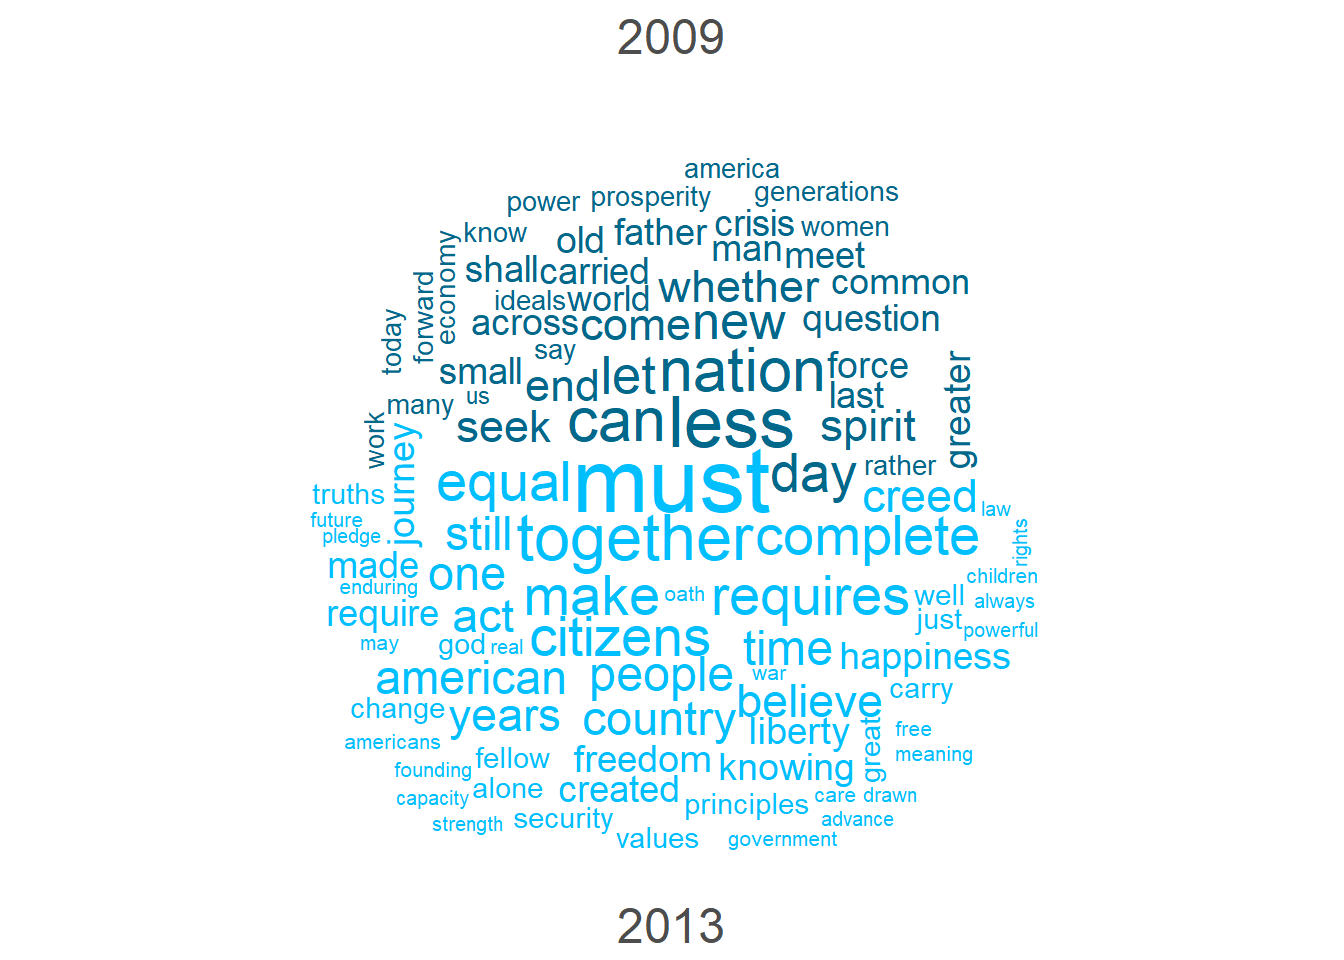 2009
america
power prosperity generations
know old father crisis women
man meet
economy shall carried whether common
forward ideals world
today across come new question
say
small end let nation force
many us last greater
work seek can less spirit
journey equal must day rather
truths creed law
future
pledge . still together complete rights
made one children
enduring make oath requires well always
require act just powerful
may god real citizens time happiness
american people war
change years country believe carry
americans liberty great free
founding fellow freedom knowing meaning
capacity alone created principles care drawn
strength security advance
values government
2013